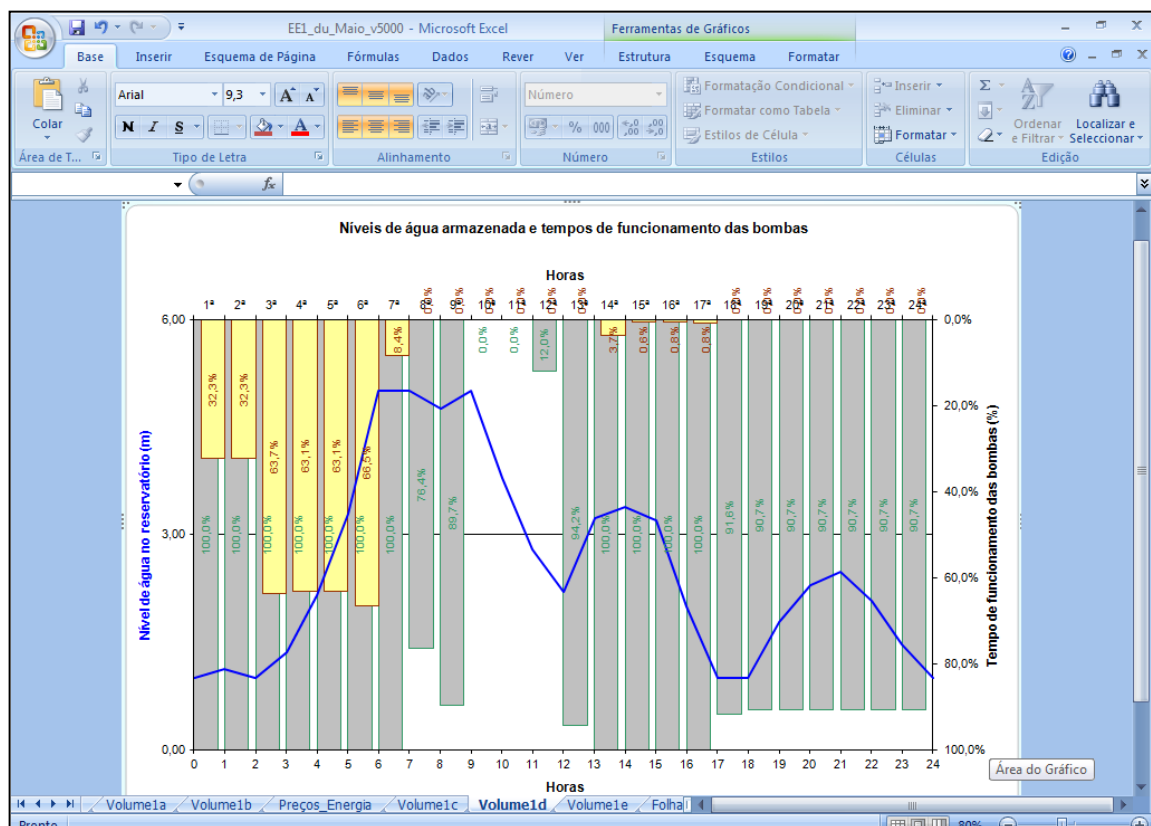 EE1_du_Maio_v5000 - Microsoft Excel
Ferramentas de Gráficos
Base Inserir Esquema de Página Fórmulas Dados Rever Ver Estrutura Esquema Formatar
Colar
Arial 9,3
N I S
Número
% 000
Formatação Condicional
Formatar como Tabela
Estilos de Célula
Inserir
Eliminar
Formatar
Ordenar e Filtrar
Localizar e Seleccionar
Área de T... Tipo de Letra Alinhamento Número Estilos Células Edição
fx
Níveis de água armazenada e tempos de funcionamento das bombas
Horas
1ª 2ª 3ª 4ª 5ª 6ª 7ª 8ª 9ª 10ª 11ª 12ª 13ª 14ª 15ª 16ª 17ª 18ª 19ª 20ª 21ª 22ª 23ª 24ª
6,00
3,00
0,00
Nível de água no reservatório (m)
32,3% 32,3% 63,7% 63,1% 63,1% 66,5% 8,4% 3,7% 0,6% 0,8% 0,8%
100,0% 100,0% 100,0% 100,0% 100,0% 100,0% 100,0% 76,4% 89,7% 0,0% 0,0% 12,0% 94,2% 100,0% 100,0% 100,0% 100,0% 91,6% 90,7% 90,7% 90,7% 90,7% 90,7% 90,7%
0,0%
20,0%
40,0%
60,0%
80,0%
100,0%
Tempo de funcionamento das bombas (%)
0 1 2 3 4 5 6 7 8 9 10 11 12 13 14 15 16 17 18 19 20 21 22 23 24
Horas
Área do Gráfico
Volume1a Volume1b Preços_Energia Volume1c Volume1d Volume1e Folha
Pronto 80%